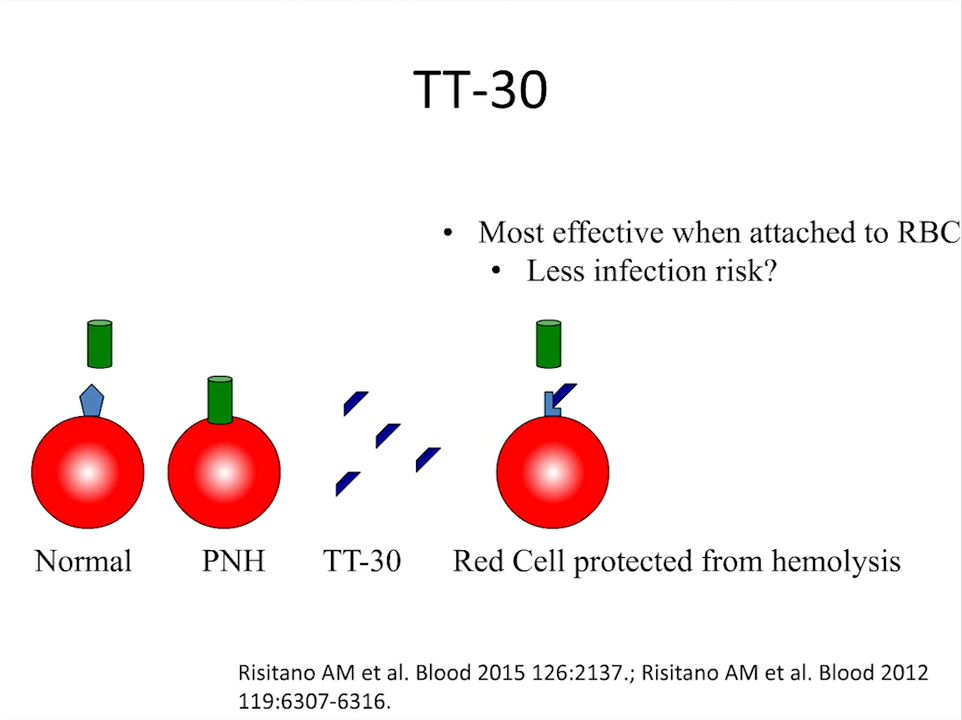 TT-30
• Most effective when attached to RBC
• Less infection risk?
Normal PNH TT-30 Red Cell protected from hemolysis
Risitano AM et al. Blood 2015 126:2137.; Risitano AM et al. Blood 2012
119:6307-6316.